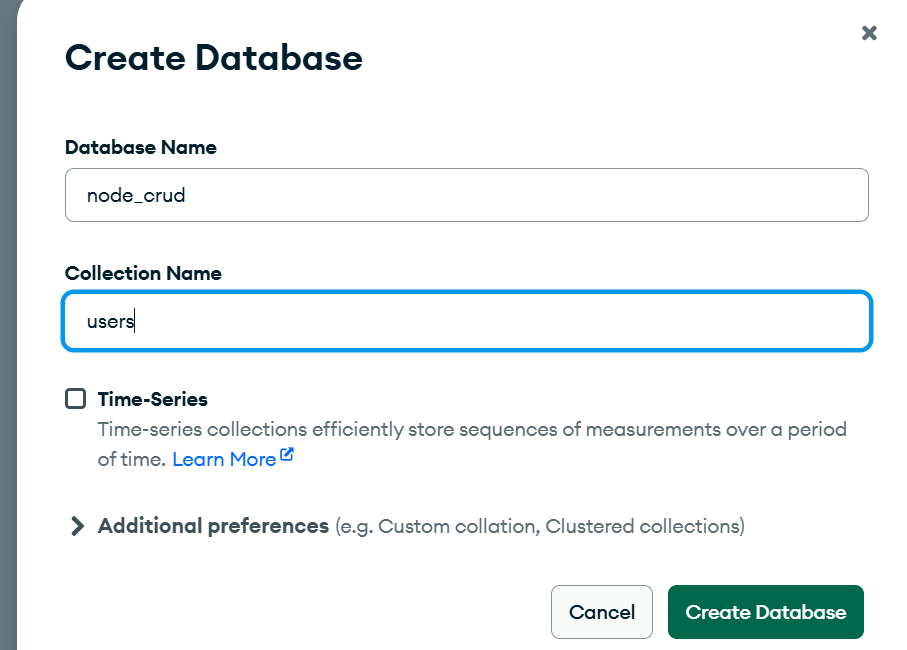 Create Database
Database Name
node_crud
Collection Name
users
Time-Series
Time-series collections efficiently store sequences of measurements over a period
of time. Learn More
Additional preferences (e.g. Custom collation, Clustered collections)
Cancel
Create Database